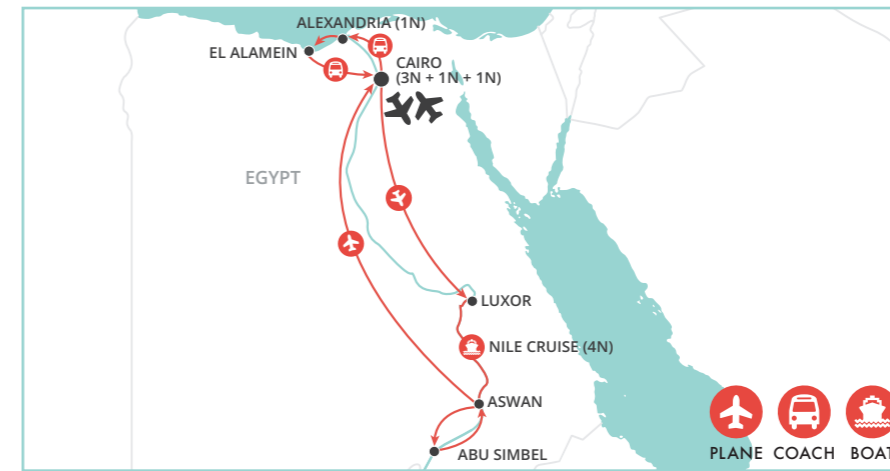 ALEXANDRIA (1N)
EL ALAMEIN
CAIRO
(3N + 1N + 1N)
EGYPT
LUXOR
NILE CRUISE (4N)
ASWAN
ABU SIMBEL
PLANE COACH BOAT